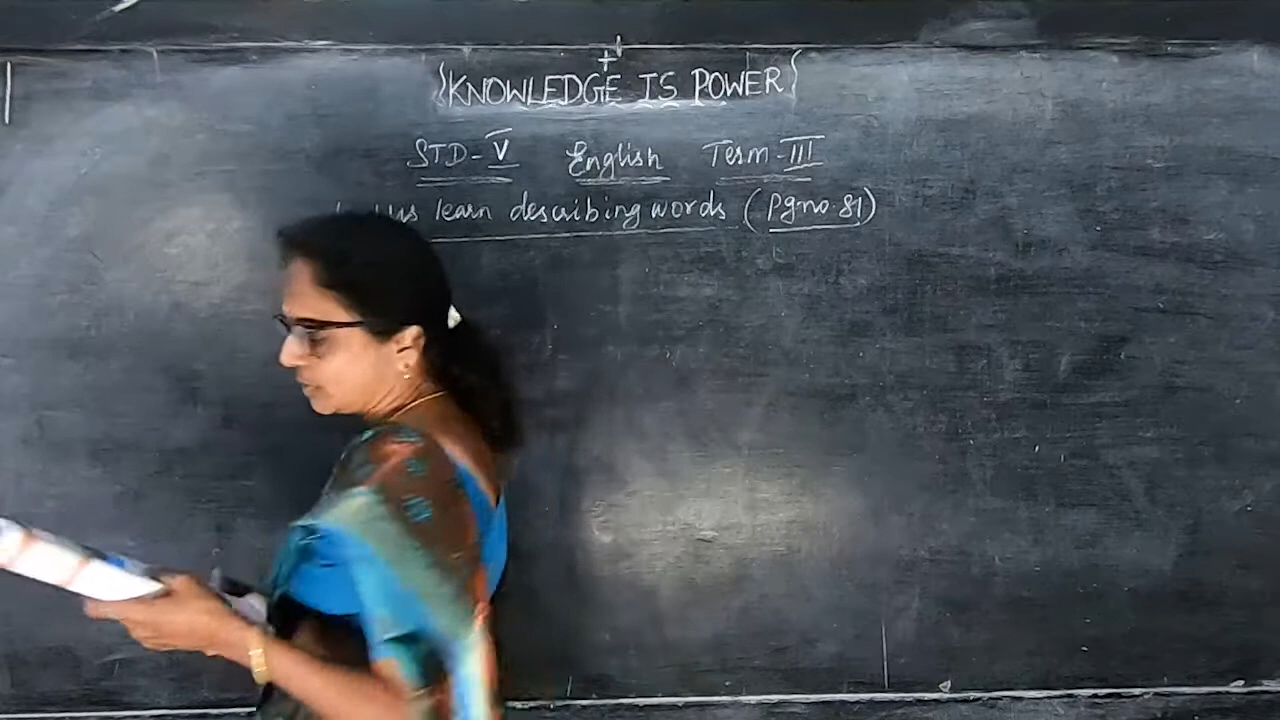 {KNOWLEDGE IS POWER}
STD-V English Term-III
us learn describing words (Pg no. 81)